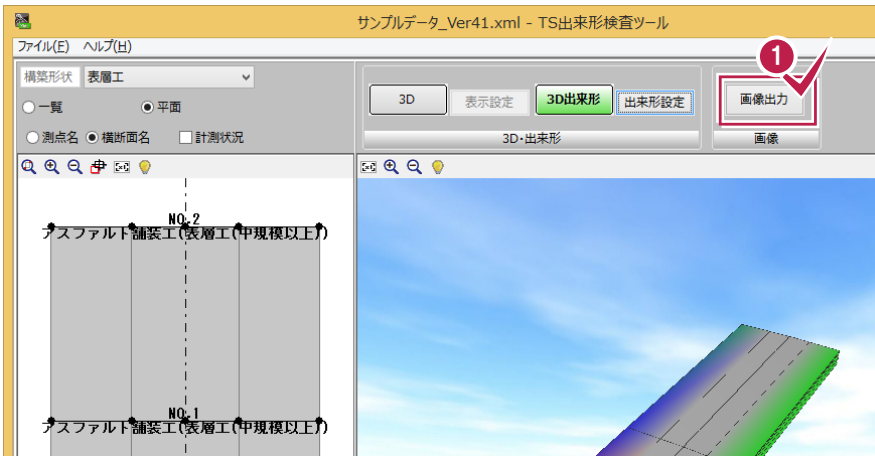 サンプルデータ_Ver41.xml - TS出来形検査ツール
ファイル(F) ヘルプ(H)
構築形状 表層工
一覧 平面
測点名 横断面名 計測状況
3D 表示設定 3D出来形 出来形設定
3D・出来形
1
画像出力
画像
NO.2
アスファルト舗装工(表層工(中規模以上))
NO.1
アスファルト舗装工(表層工(中規模以上))